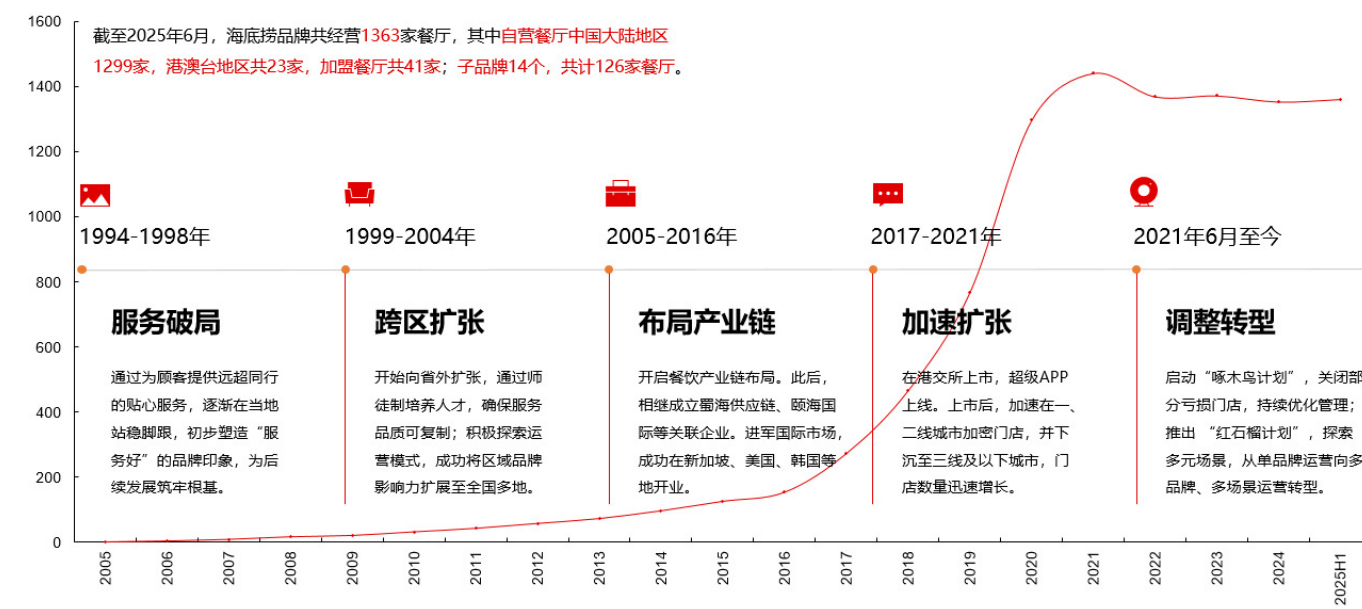 1600
1400
1200
1000
800
600
400
200
0
截至2025年6月，海底捞品牌共经营1363家餐厅，其中自营餐厅中国大陆地区
1299家，港澳台地区共23家，加盟餐厅共41家；子品牌14个，共计126家餐厅。
1994-1998年
服务破局
通过为顾客提供远超同行
的贴心服务，逐渐在当地
站稳脚跟，初步塑造“服
务好”的品牌印象，为后
续发展筑牢根基。
1999-2004年
跨区扩张
开始向省外扩张，通过师
徒制培养人才，确保服务
品质可复制；积极探索运
营模式，成功将区域品牌
影响力扩展至全国多地。
2005-2016年
布局产业链
开启餐饮产业链布局。此后，
相继成立蜀海供应链、颐海国
际等关联企业。进军国际市场，
成功在新加坡、美国、韩国等
地开业。
2017-2021年
加速扩张
在港交所上市，超级APP
上线。上市后，加速在一、
二线城市加密门店，并下
沉至三线及以下城市，门
店数量迅速增长。
2021年6月至今
调整转型
启动“啄木鸟计划”，关闭部
分亏损门店，持续优化管理；
推出 “红石榴计划”，探索
多元场景，从单品牌运营向多
品牌、多场景运营转型。
2005
2006
2007
2008
2009
2010
2011
2012
2013
2014
2015
2016
2017
2018
2019
2020
2021
2022
2023
2024
2025H1